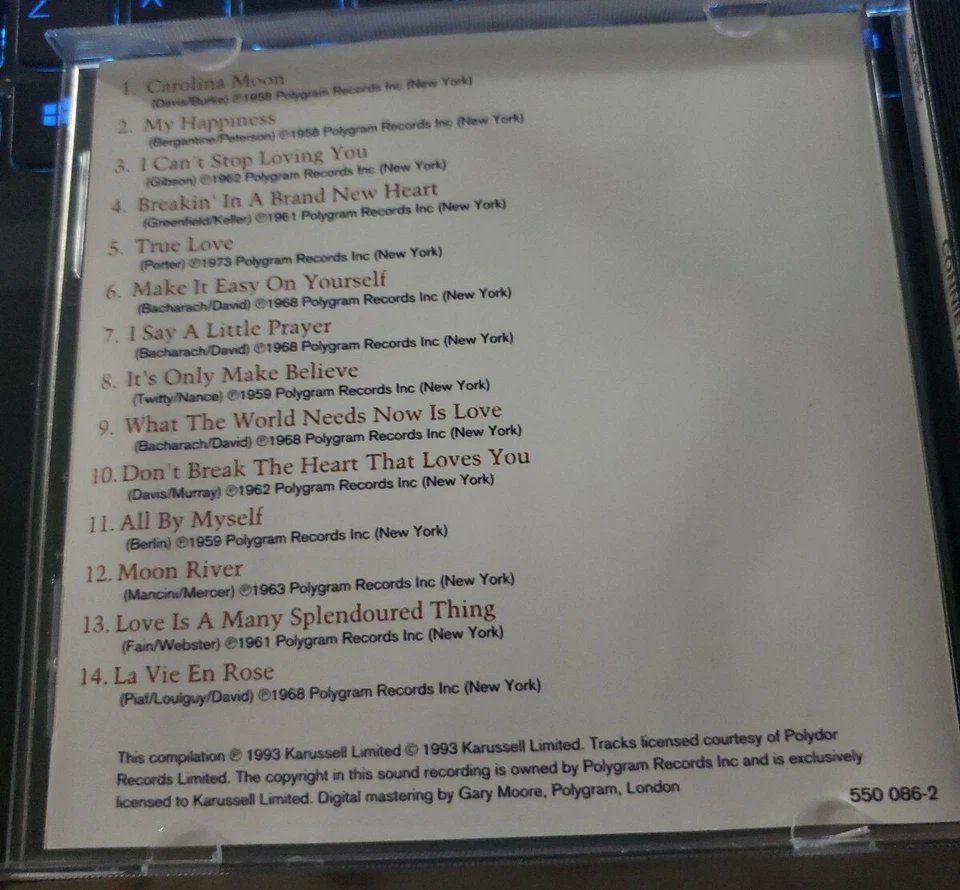 1. Carolina Moon
(Davis/Burke) ℗1958 Polygram Records Inc (New York)
2. My Happiness
(Bergantine/Peterson) ℗1958 Polygram Records Inc (New York)
3. I Can't Stop Loving You
(Gibson) ℗1962 Polygram Records Inc (New York)
4. Breakin' In A Brand New Heart
(Greenfield/Keller) ℗1961 Polygram Records Inc (New York)
5. True Love
(Porter) ℗1973 Polygram Records Inc (New York)
6. Make It Easy On Yourself
(Bacharach/David) ℗1968 Polygram Records Inc (New York)
7. I Say A Little Prayer
(Bacharach/David) ℗1968 Polygram Records Inc (New York)
8. It's Only Make Believe
(Twitty/Nance) ℗1959 Polygram Records Inc (New York)
9. What The World Needs Now Is Love
(Bacharach/David) ℗1968 Polygram Records Inc (New York)
10. Don't Break The Heart That Loves You
(Davis/Murray) ℗1962 Polygram Records Inc (New York)
11. All By Myself
(Berlin) ℗1959 Polygram Records Inc (New York)
12. Moon River
(Mancini/Mercer) ℗1963 Polygram Records Inc (New York)
13. Love Is A Many Splendoured Thing
(Fain/Webster) ℗1961 Polygram Records Inc (New York)
14. La Vie En Rose
(Piaf/Loulguy/David) ℗1968 Polygram Records Inc (New York)
This compilation ℗ 1993 Karussell Limited © 1993 Karussell Limited. Tracks licensed courtesy of Polydor
Records Limited. The copyright in this sound recording is owned by Polygram Records Inc and is exclusively
licensed to Karussell Limited. Digital mastering by Gary Moore, Polygram, London
550 086-2